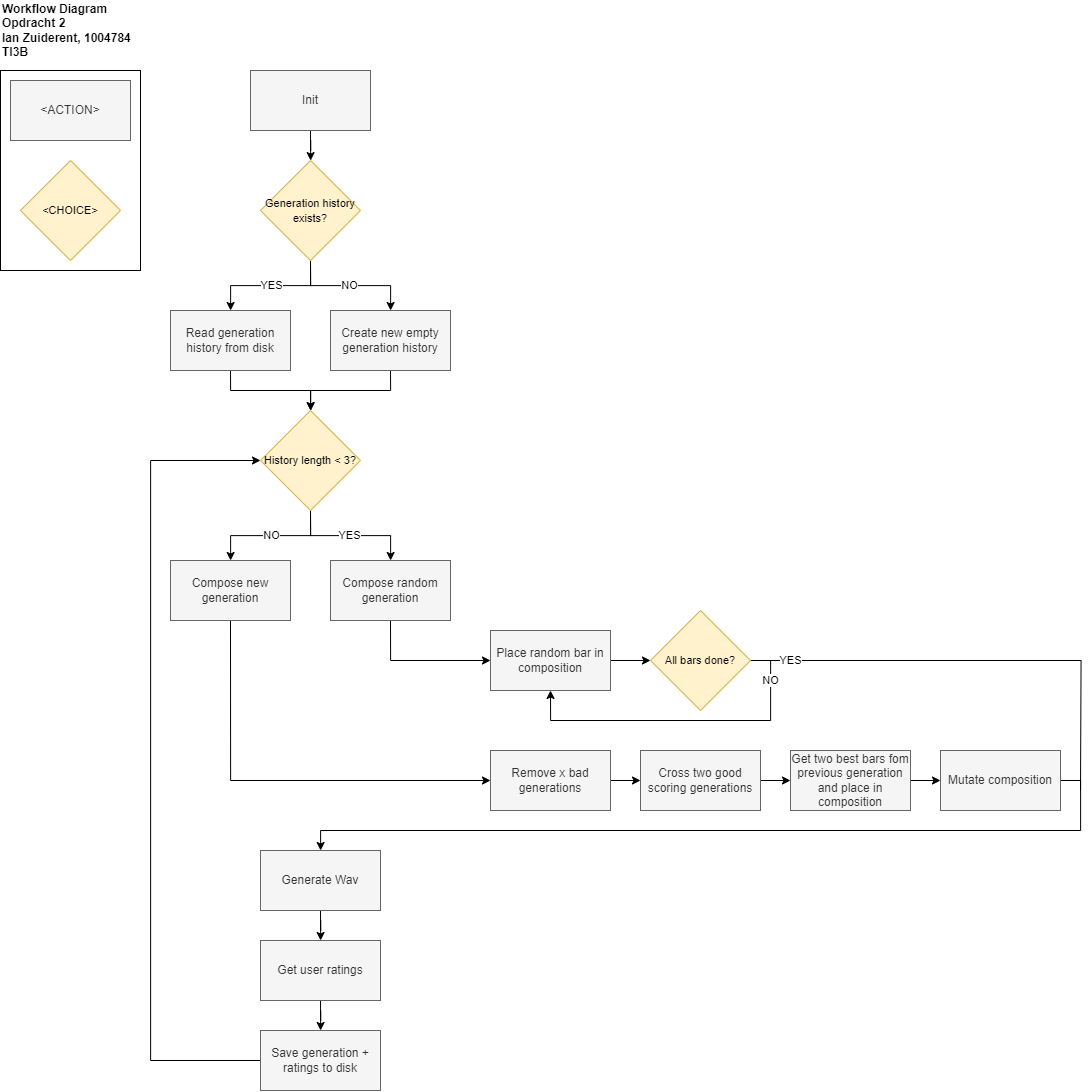 Workflow Diagram
Opdracht 2
Ian Zuiderent, 1004784
TI3B
<ACTION>
<CHOICE>
Init
Generation history
exists?
YES
NO
Read generation
history from disk
Create new empty
generation history
History length < 3?
NO
YES
Compose new
generation
Compose random
generation
Place random bar in
composition
All bars done?
YES
NO
Remove x bad
generations
Cross two good
scoring generations
Get two best bars fom
previous generation
and place in
composition
Mutate composition
Generate Wav
Get user ratings
Save generation +
ratings to disk